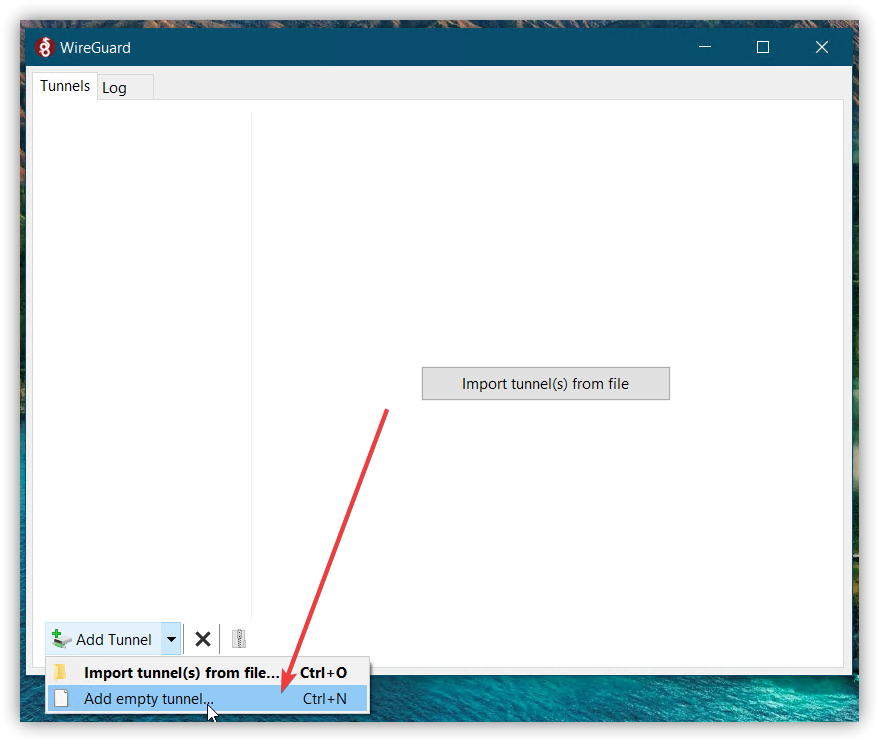 WireGuard
Tunnels
Log
Import tunnel(s) from file
Add Tunnel
Import tunnel(s) from file... Ctrl+O
Add empty tunnel... Ctrl+N